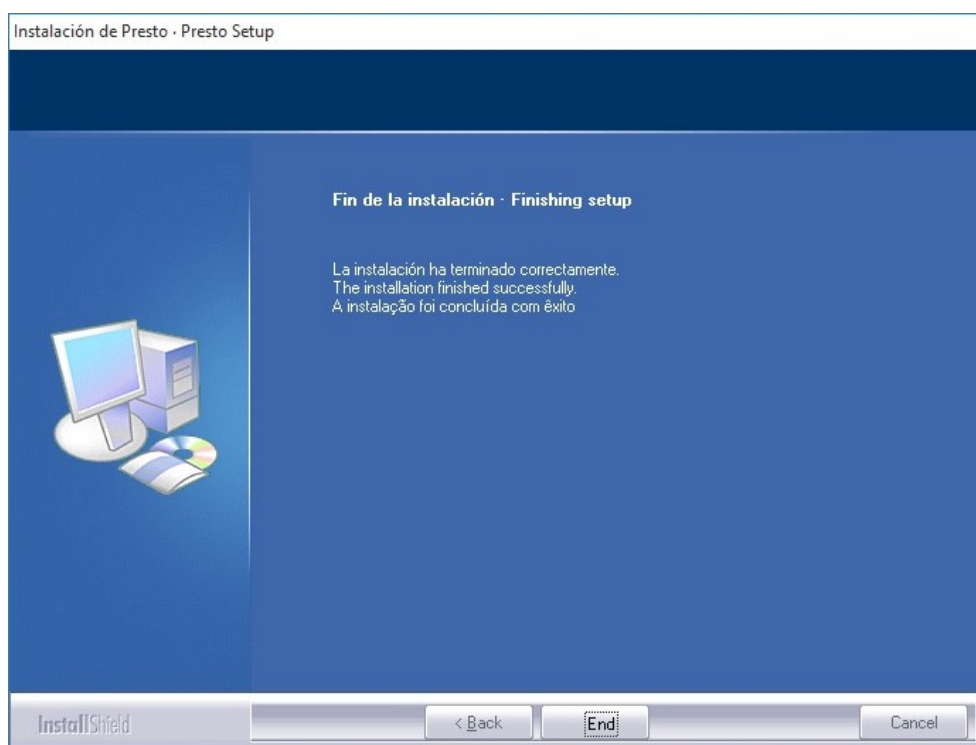 Instalación de Presto · Presto Setup
Fin de la instalación · Finishing setup
La instalación ha terminado correctamente.
The installation finished successfully.
A instalação foi concluída com êxito
InstallShield
< Back
End
Cancel